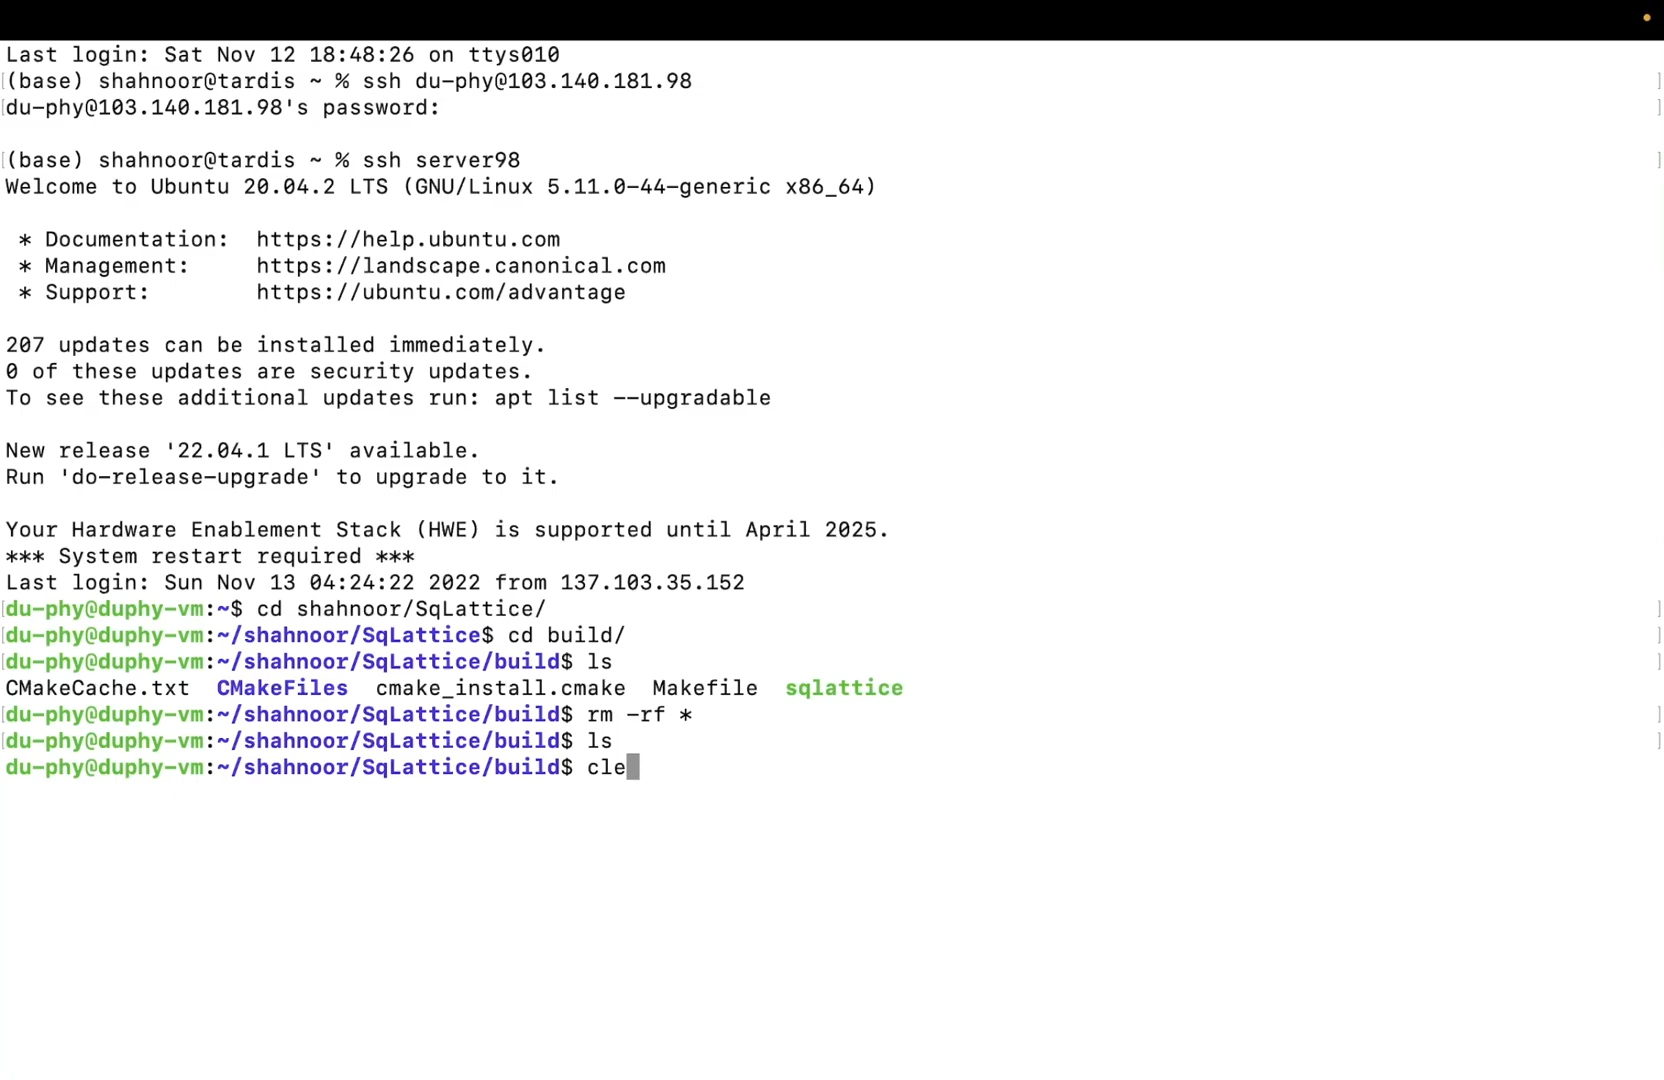 Last login: Sat Nov 12 18:48:26 on ttys010
(base) shahnoor@tardis ~ % ssh du-phy@103.140.181.98
du-phy@103.140.181.98's password:
(base) shahnoor@tardis ~ % ssh server98
Welcome to Ubuntu 20.04.2 LTS (GNU/Linux 5.11.0-44-generic x86_64)
* Documentation:  https://help.ubuntu.com
* Management:     https://landscape.canonical.com
* Support:        https://ubuntu.com/advantage
207 updates can be installed immediately.
0 of these updates are security updates.
To see these additional updates run: apt list --upgradable
New release '22.04.1 LTS' available.
Run 'do-release-upgrade' to upgrade to it.
Your Hardware Enablement Stack (HWE) is supported until April 2025.
*** System restart required ***
Last login: Sun Nov 13 04:24:22 2022 from 137.103.35.152
du-phy@duphy-vm:~$ cd shahnoor/SqLattice/
du-phy@duphy-vm:~/shahnoor/SqLattice$ cd build/
du-phy@duphy-vm:~/shahnoor/SqLattice/build$ ls
CMakeCache.txt  CMakeFiles  cmake_install.cmake  Makefile  sqlattice
du-phy@duphy-vm:~/shahnoor/SqLattice/build$ rm -rf *
du-phy@duphy-vm:~/shahnoor/SqLattice/build$ ls
du-phy@duphy-vm:~/shahnoor/SqLattice/build$ cle